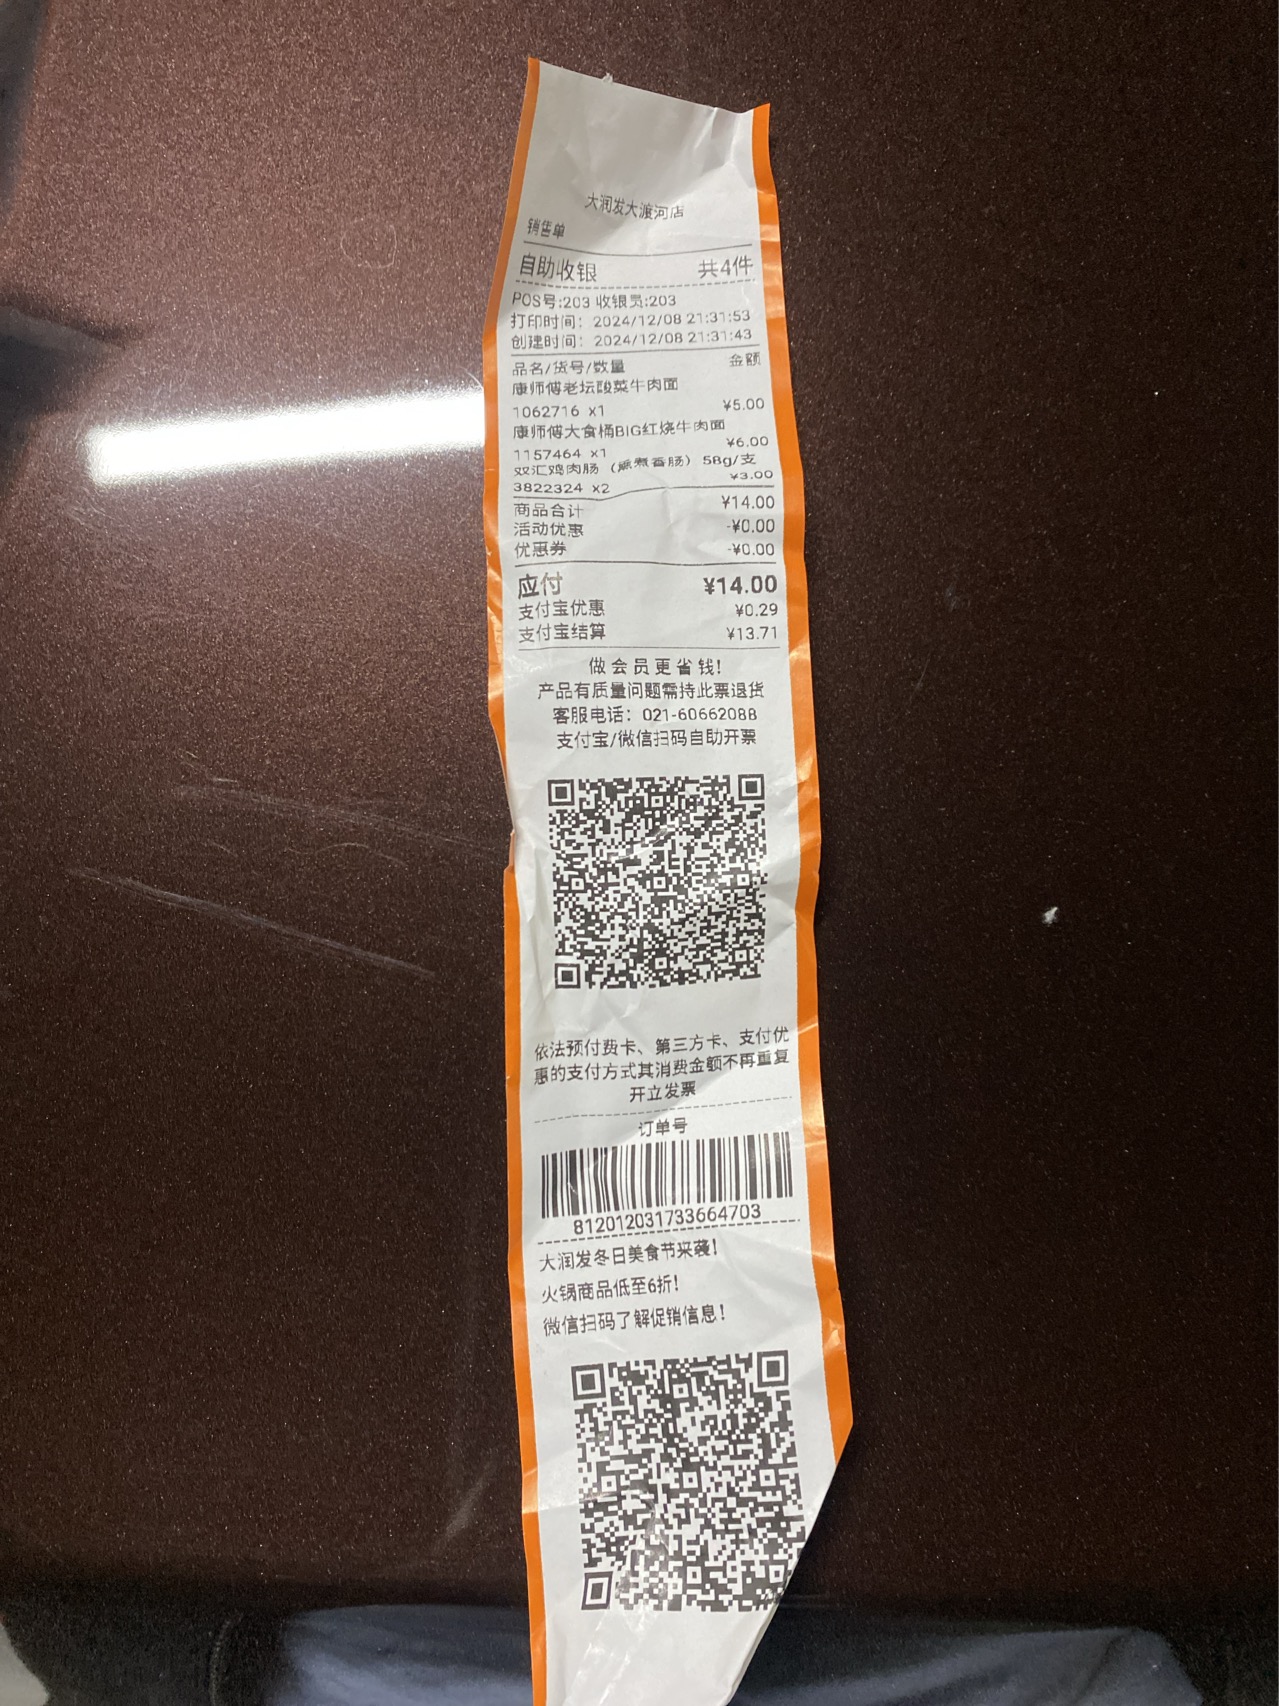 大润发大渡河店
销售单
自助收银 共4件
POS号:203 收银员:203
打印时间: 2024/12/08 21:31:53
创建时间: 2024/12/08 21:31:43
品名/货号/数量 金额
康师傅老坛酸菜牛肉面
1062716 x1 ¥5.00
康师傅大食桶BIG红烧牛肉面
1157464 x1 ¥6.00
双汇鸡肉肠（熏煮香肠）58g/支
3822324 x2 ¥3.00
商品合计 ¥14.00
活动优惠 -¥0.00
优惠券 -¥0.00
应付 ¥14.00
支付宝优惠 ¥0.29
支付宝结算 ¥13.71
做会员更省钱!
产品有质量问题需持此票退货
客服电话: 021-60662088
支付宝/微信扫码自助开票
依法预付费卡、第三方卡、支付优
惠的支付方式其消费金额不再重复
开立发票
订单号
812012031733664703
大润发冬日美食节来袭!
火锅商品低至6折!
微信扫码了解促销信息!